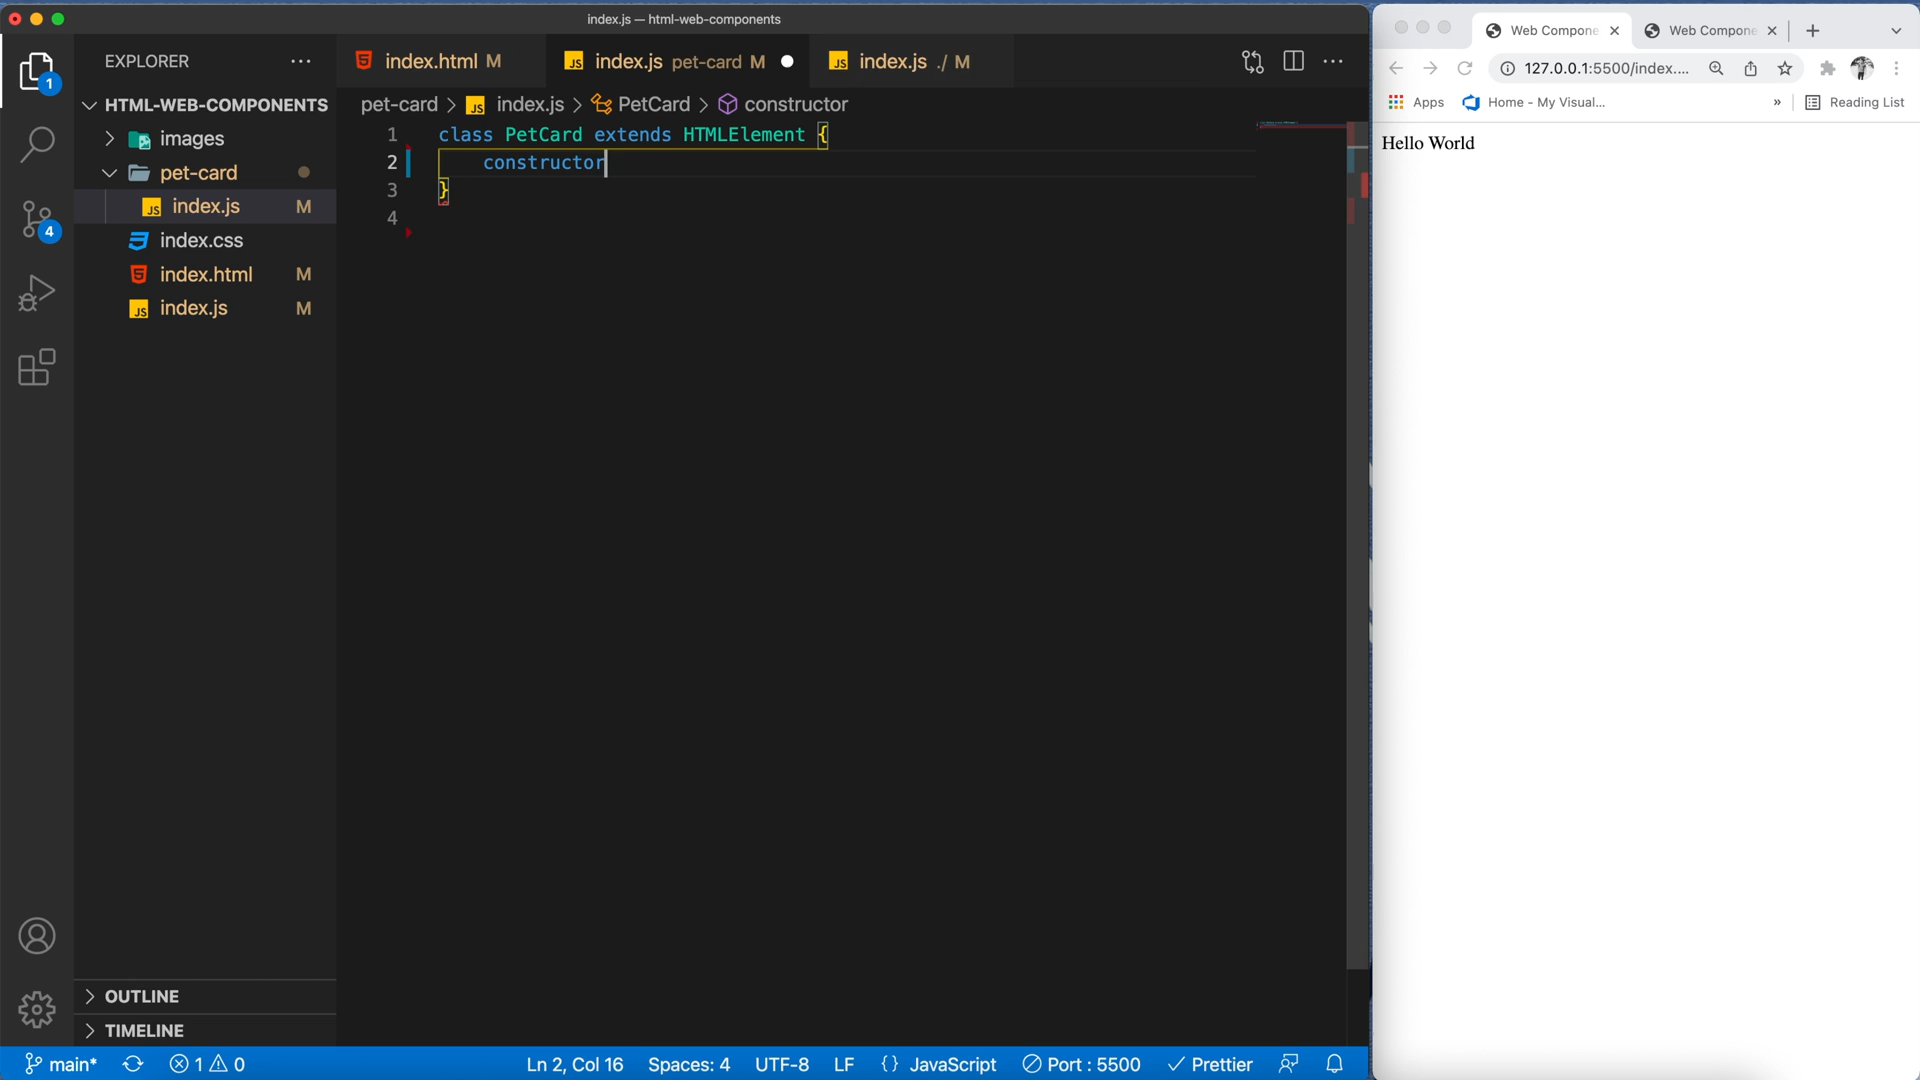 index.js — html-web-components
EXPLORER
HTML-WEB-COMPONENTS
images
pet-card
index.js M
index.css
index.html M
index.js M
OUTLINE
TIMELINE
1
4
index.html M
index.js pet-card M
index.js ./ M
pet-card > index.js > PetCard > constructor
1 class PetCard extends HTMLElement {
2 constructor
3 }
4
main* 1 0 Ln 2, Col 16 Spaces: 4 UTF-8 LF {} JavaScript Port : 5500 Prettier
Web Compone
Web Compone
127.0.0.1:5500/index....
Apps Home - My Visual... » Reading List
Hello World